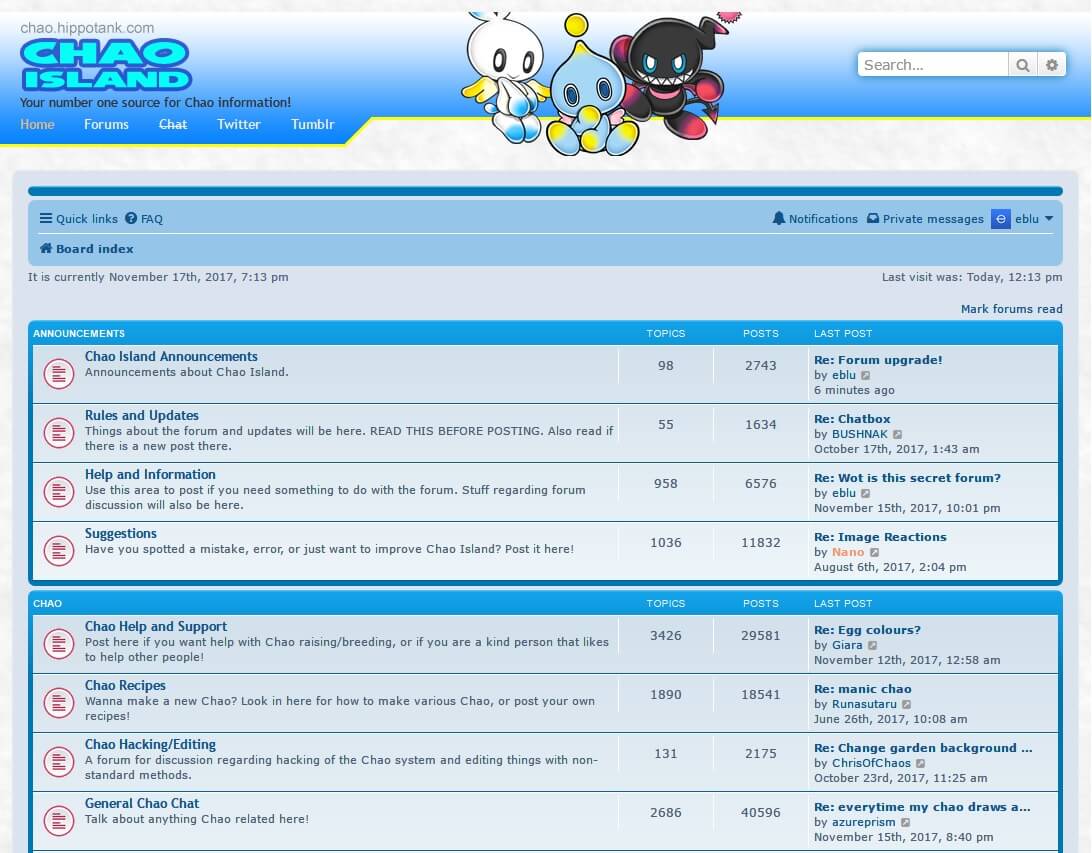 chao.hippotank.com
CHAO
ISLAND
Your number one source for Chao information!
Search...
Home Forums Chat Twitter Tumblr
Quick links FAQ Notifications Private messages eblu
Board index
It is currently November 17th, 2017, 7:13 pm Last visit was: Today, 12:13 pm
Mark forums read
ANNOUNCEMENTS TOPICS POSTS LAST POST
Chao Island Announcements
Announcements about Chao Island.
98 2743
Re: Forum upgrade!
by eblu
6 minutes ago
Rules and Updates
Things about the forum and updates will be here. READ THIS BEFORE POSTING. Also read if
there is a new post there.
55 1634
Re: Chatbox
by BUSHNAK
October 17th, 2017, 1:43 am
Help and Information
Use this area to post if you need something to do with the forum. Stuff regarding forum
discussion will also be here.
958 6576
Re: Wot is this secret forum?
by eblu
November 15th, 2017, 10:01 pm
Suggestions
Have you spotted a mistake, error, or just want to improve Chao Island? Post it here!
1036 11832
Re: Image Reactions
by Nano
August 6th, 2017, 2:04 pm
CHAO TOPICS POSTS LAST POST
Chao Help and Support
Post here if you want help with Chao raising/breeding, or if you are a kind person that likes
to help other people!
3426 29581
Re: Egg colours?
by Giara
November 12th, 2017, 12:58 am
Chao Recipes
Wanna make a new Chao? Look in here for how to make various Chao, or post your own
recipes!
1890 18541
Re: manic chao
by Runasutaru
June 26th, 2017, 10:08 am
Chao Hacking/Editing
A forum for discussion regarding hacking of the Chao system and editing things with non-
standard methods.
131 2175
Re: Change garden background ...
by ChrisOfChaos
October 23rd, 2017, 11:25 am
General Chao Chat
Talk about anything Chao related here!
2686 40596
Re: everytime my chao draws a...
by azureprism
November 15th, 2017, 8:40 pm